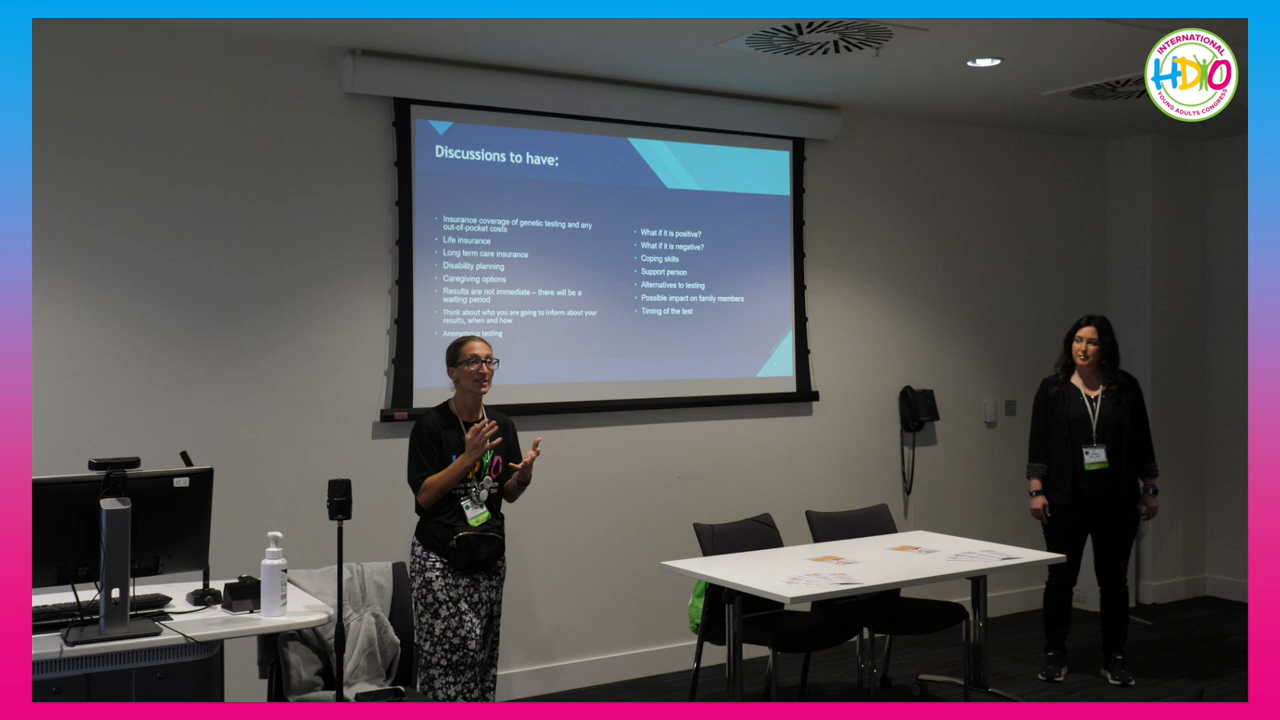 INTERNATIONAL
HDYO
YOUNG ADULTS CONGRESS
Discussions to have:
Insurance coverage of genetic testing and any
out-of-pocket costs
Life insurance
Long term care insurance
Disability planning
Caregiving options
Results are not immediate – there will be a
waiting period
Think about who you are going to inform about your
results, when and how
Anonymous testing
What if it is positive?
What if it is negative?
Coping skills
Support person
Alternatives to testing
Possible impact on family members
Timing of the test